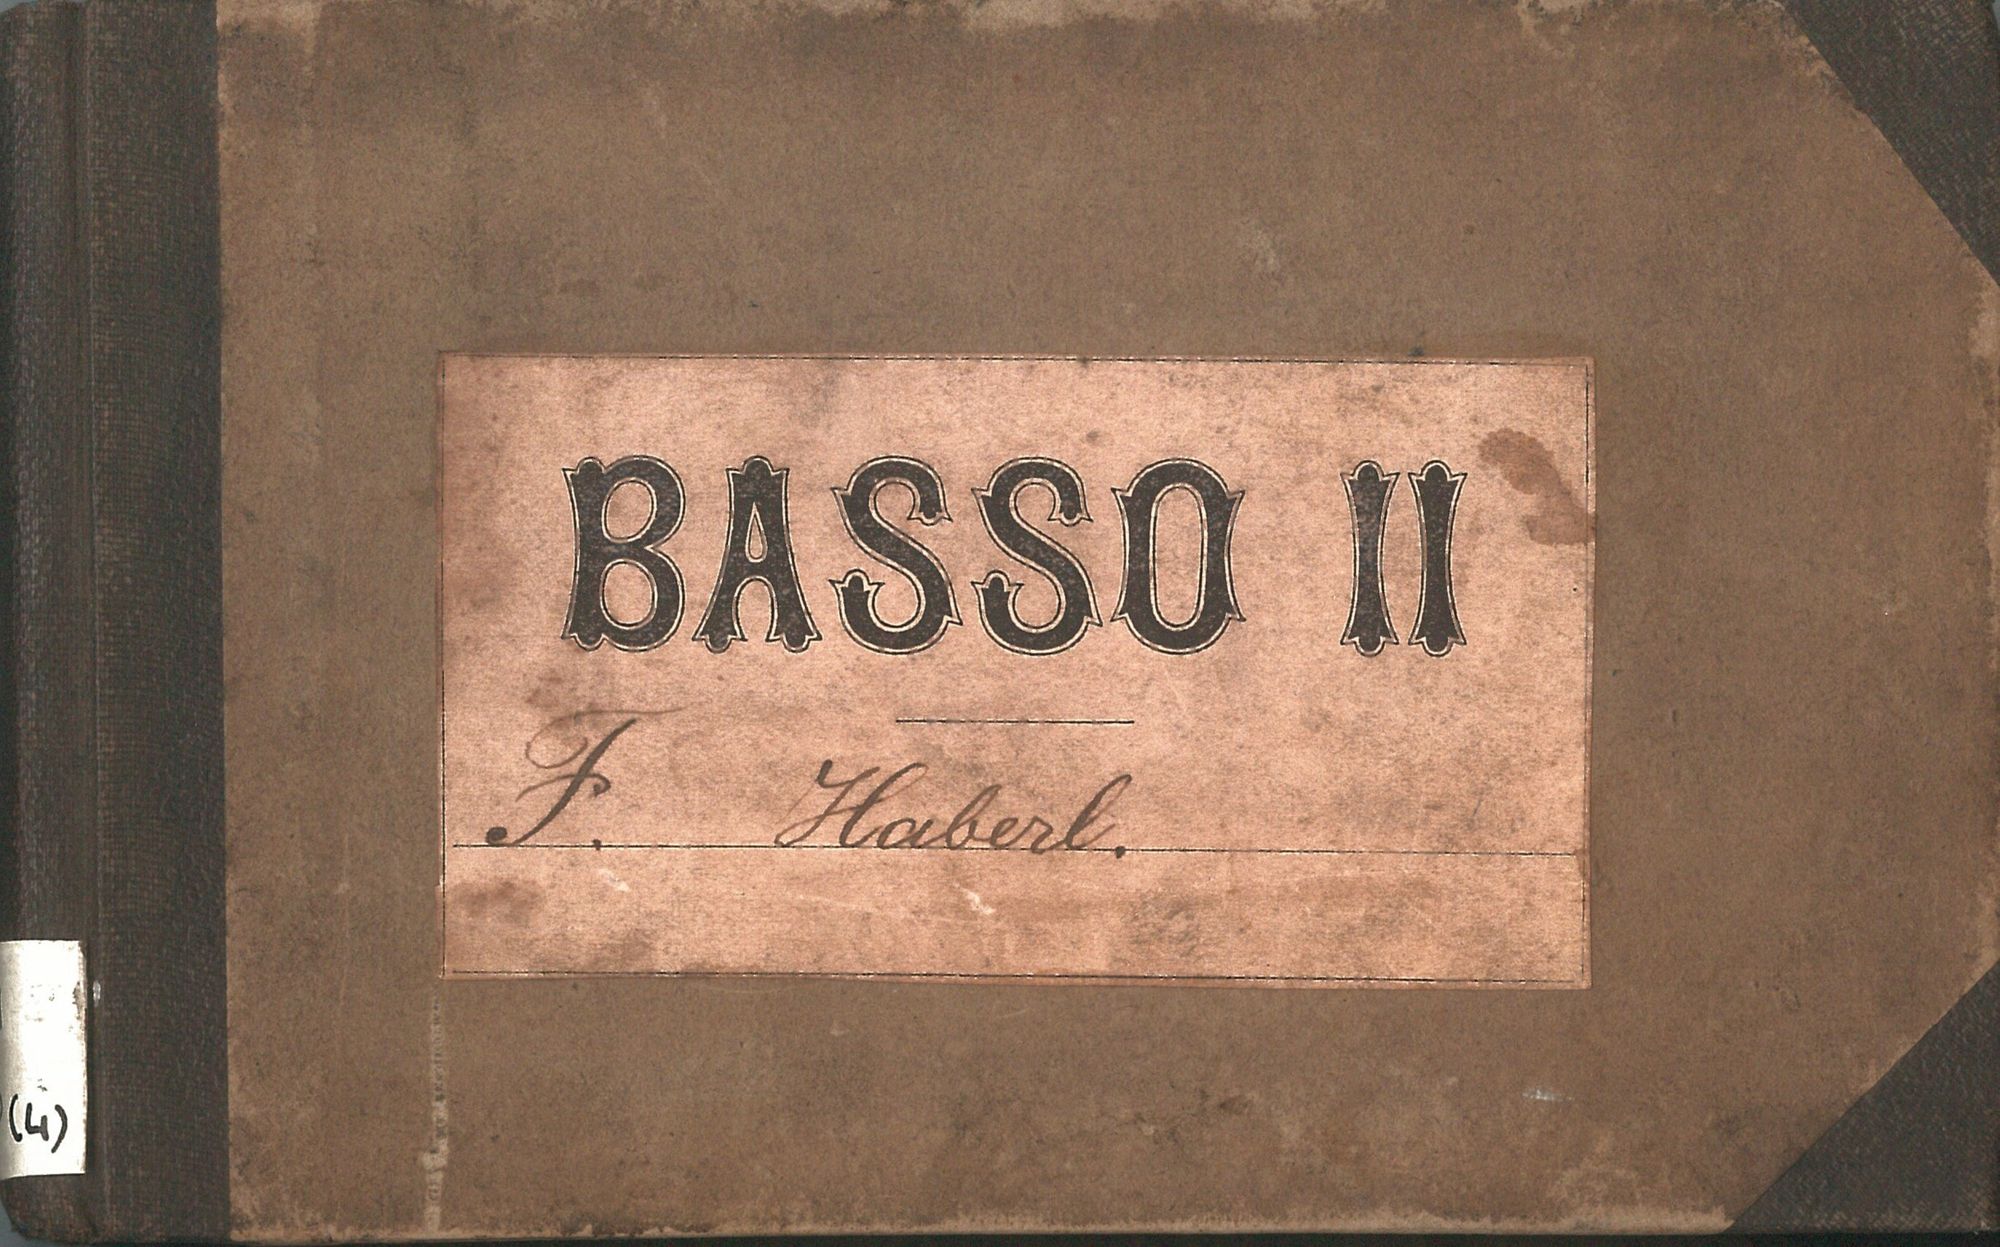 BASSO II
F. Haberl.
(4)